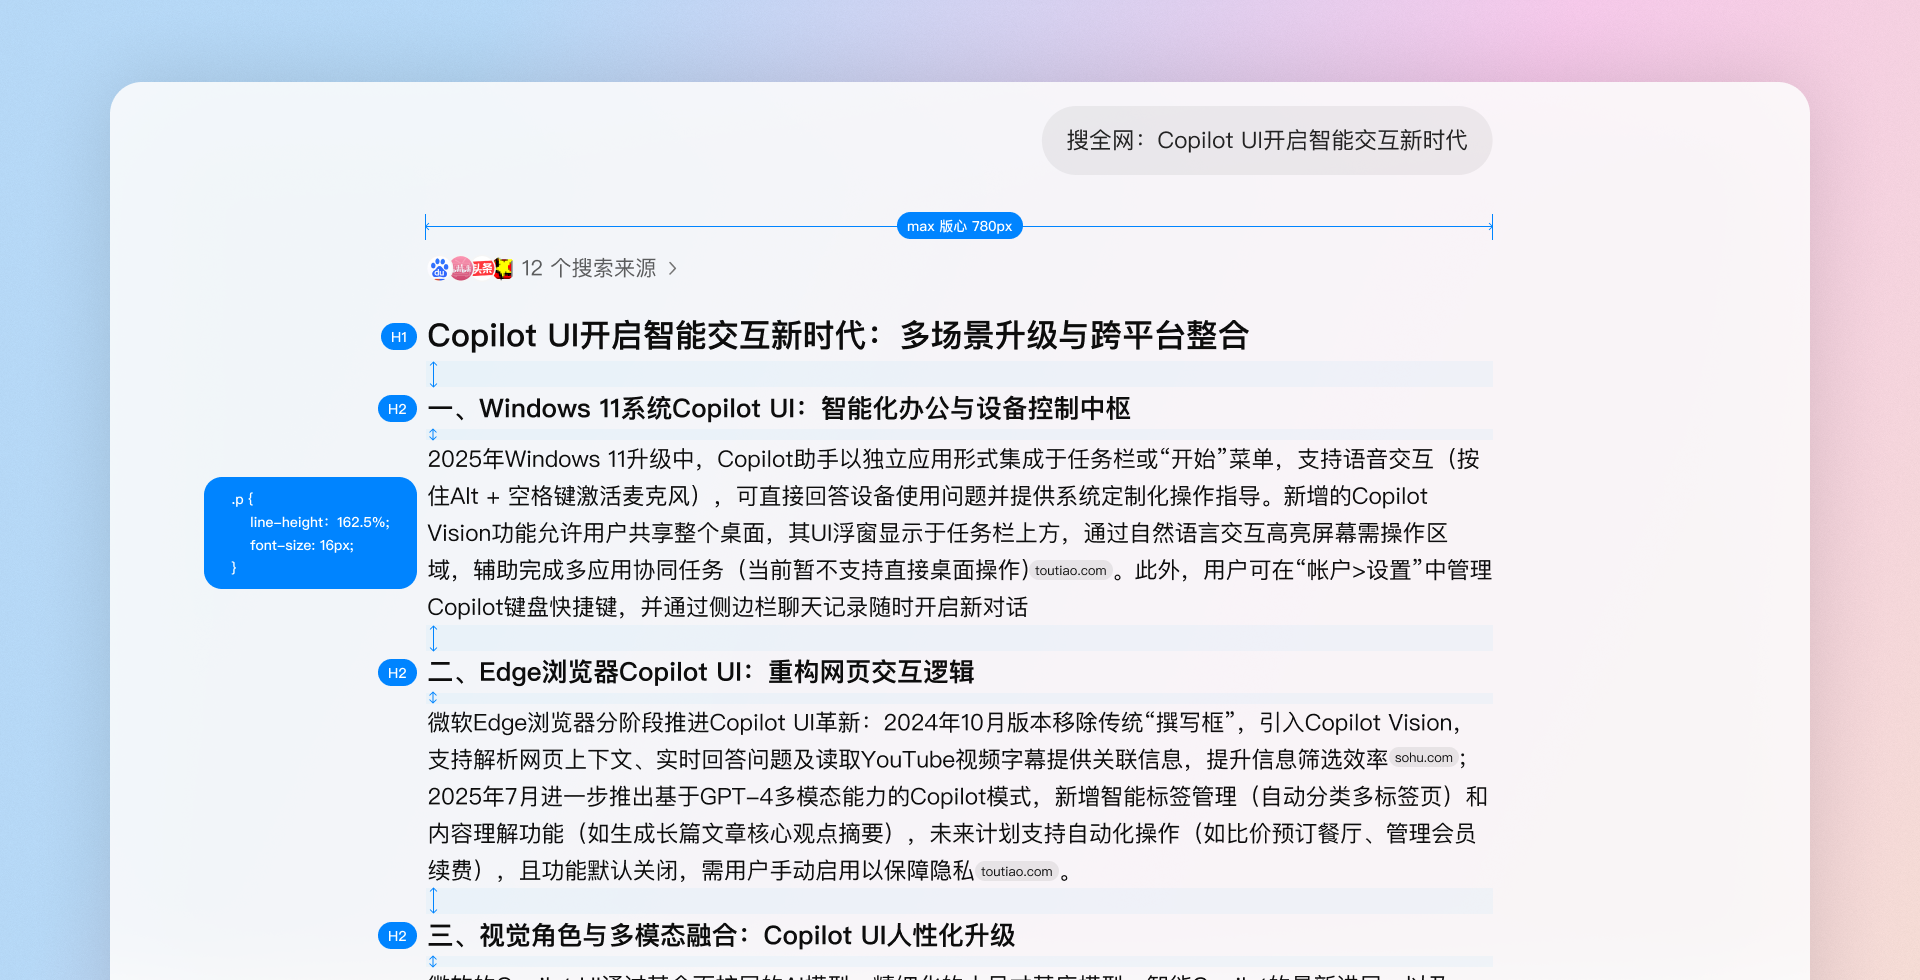 搜全网：Copilot UI开启智能交互新时代
max 版心 780px
du 头条 12 个搜索来源
H1 Copilot UI开启智能交互新时代：多场景升级与跨平台整合
H2 一、Windows 11系统Copilot UI：智能化办公与设备控制中枢
2025年Windows 11升级中，Copilot助手以独立应用形式集成于任务栏或“开始”菜单，支持语音交互（按
住Alt + 空格键激活麦克风），可直接回答设备使用问题并提供系统定制化操作指导。新增的Copilot
Vision功能允许用户共享整个桌面，其UI浮窗显示于任务栏上方，通过自然语言交互高亮屏幕需操作区
域，辅助完成多应用协同任务（当前暂不支持直接桌面操作)toutiao.com。此外，用户可在“帐户>设置”中管理
Copilot键盘快捷键，并通过侧边栏聊天记录随时开启新对话
.p {
line-height：162.5%;
font-size: 16px;
}
H2 二、Edge浏览器Copilot UI：重构网页交互逻辑
微软Edge浏览器分阶段推进Copilot UI革新：2024年10月版本移除传统“撰写框”，引入Copilot Vision，
支持解析网页上下文、实时回答问题及读取YouTube视频字幕提供关联信息，提升信息筛选效率sohu.com；
2025年7月进一步推出基于GPT-4多模态能力的Copilot模式，新增智能标签管理（自动分类多标签页）和
内容理解功能（如生成长篇文章核心观点摘要），未来计划支持自动化操作（如比价预订餐厅、管理会员
续费），且功能默认关闭，需用户手动启用以保障隐私toutiao.com。
H2 三、视觉角色与多模态融合：Copilot UI人性化升级